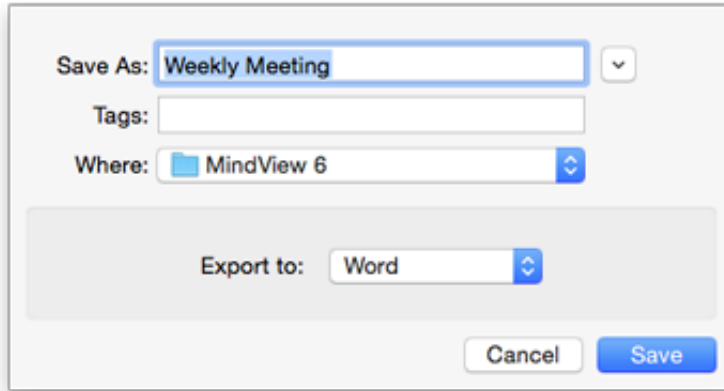 Save As: Weekly Meeting
Tags:
Where: MindView 6
Export to: Word
Cancel Save